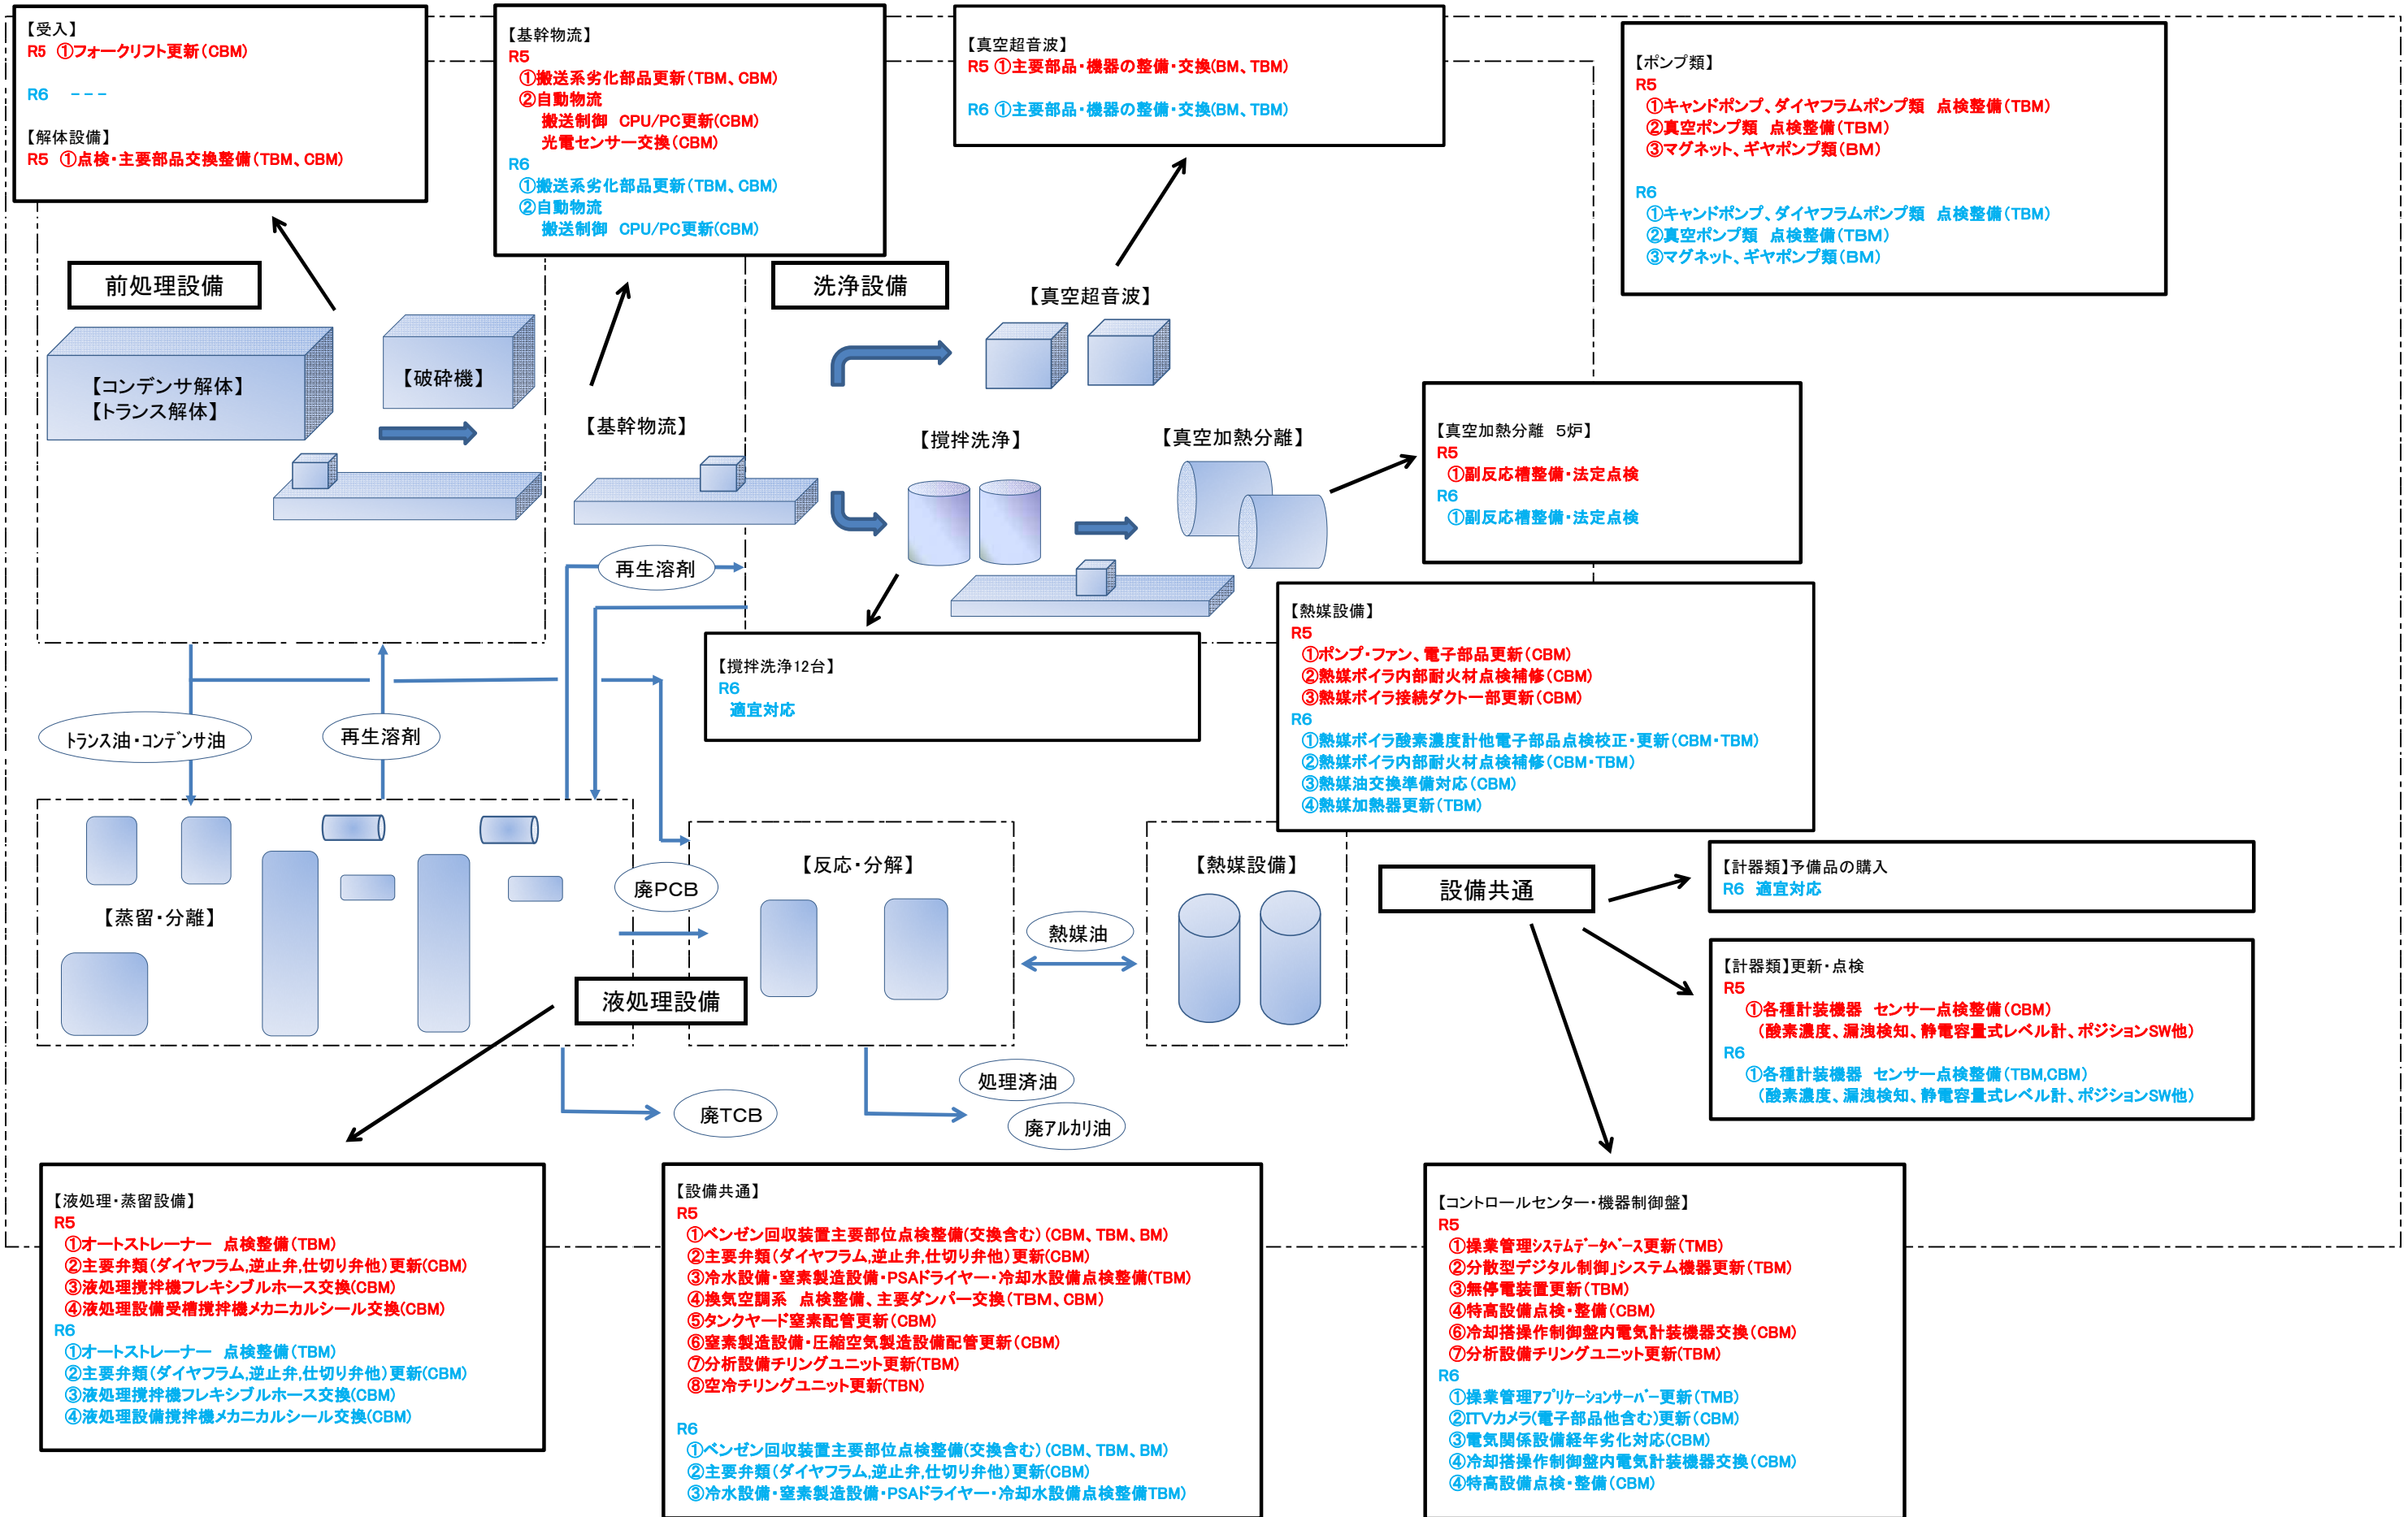 【受入】
R5 ①フォークリフト更新(CBM)
R6 ---
【解体設備】
R5 ①点検・主要部品交換整備(TBM、CBM)
【基幹物流】
R5
①搬送系劣化部品更新(TBM、CBM)
②自動物流
搬送制御 CPU/PC更新(CBM)
光電センサー交換(CBM)
R6
①搬送系劣化部品更新(TBM、CBM)
②自動物流
搬送制御 CPU/PC更新(CBM)
【真空超音波】
R5 ①主要部品・機器の整備・交換(BM、TBM)
R6 ①主要部品・機器の整備・交換(BM、TBM)
【ポンプ類】
R5
①キャンドポンプ、ダイヤフラムポンプ類 点検整備(TBM)
②真空ポンプ類 点検整備(TBM)
③マグネット、ギヤポンプ類(BM)
R6
①キャンドポンプ、ダイヤフラムポンプ類 点検整備(TBM)
②真空ポンプ類 点検整備(TBM)
③マグネット、ギヤポンプ類(BM)
前処理設備
洗浄設備
【真空超音波】
【コンデンサ解体】
【トランス解体】
【破砕機】
【基幹物流】
【撹拌洗浄】
【真空加熱分離】
【真空加熱分離 5炉】
R5
①副反応槽整備・法定点検
R6
①副反応槽整備・法定点検
再生溶剤
【撹拌洗浄12台】
R6
適宜対応
【熱媒設備】
R5
①ポンプ・ファン、電子部品更新(CBM)
②熱媒ボイラ内部耐火材点検補修(CBM)
③熱媒ボイラ接続ダクト一部更新(CBM)
R6
①熱媒ボイラ酸素濃度計他電子部品点検校正・更新(CBM・TBM)
②熱媒ボイラ内部耐火材点検補修(CBM・TBM)
③熱媒油交換準備対応(CBM)
④熱媒加熱器更新(TBM)
トランス油・コンデンサ油
再生溶剤
【蒸留・分離】
廃PCB
【反応・分解】
熱媒油
【熱媒設備】
設備共通
【計器類】予備品の購入
R6 適宜対応
【計器類】更新・点検
R5
①各種計装機器 センサー点検整備(CBM)
(酸素濃度、漏洩検知、静電容量式レベル計、ポジションSW他)
R6
①各種計装機器 センサー点検整備(TBM,CBM)
(酸素濃度、漏洩検知、静電容量式レベル計、ポジションSW他)
液処理設備
廃TCB
処理済油
廃アルカリ油
【液処理・蒸留設備】
R5
①オートストレーナー 点検整備(TBM)
②主要弁類(ダイヤフラム,逆止弁,仕切り弁他)更新(CBM)
③液処理撹拌機フレキシブルホース交換(CBM)
④液処理設備受槽撹拌機メカニカルシール交換(CBM)
R6
①オートストレーナー 点検整備(TBM)
②主要弁類(ダイヤフラム,逆止弁,仕切り弁他)更新(CBM)
③液処理撹拌機フレキシブルホース交換(CBM)
④液処理設備撹拌機メカニカルシール交換(CBM)
【設備共通】
R5
①ベンゼン回収装置主要部位点検整備(交換含む)(CBM、TBM、BM)
②主要弁類(ダイヤフラム,逆止弁,仕切り弁他)更新(CBM)
③冷水設備・窒素製造設備・PSAドライヤー・冷却水設備点検整備(TBM)
④換気空調系 点検整備、主要ダンパー交換(TBM、CBM)
⑤タンクヤード窒素配管更新(CBM)
⑥窒素製造設備・圧縮空気製造設備配管更新(CBM)
⑦分析設備チリングユニット更新(TBM)
⑧空冷チリングユニット更新(TBN)
R6
①ベンゼン回収装置主要部位点検整備(交換含む)(CBM、TBM、BM)
②主要弁類(ダイヤフラム,逆止弁,仕切り弁他)更新(CBM)
③冷水設備・窒素製造設備・PSAドライヤー・冷却水設備点検整備TBM)
【コントロールセンター・機器制御盤】
R5
①操業管理システムデータベース更新(TMB)
②分散型デジタル制御」システム機器更新(TBM)
③無停電装置更新(TBM)
④特高設備点検・整備(CBM)
⑥冷却搭操作制御盤内電気計装機器交換(CBM)
⑦分析設備チリングユニット更新(TBM)
R6
①操業管理アプリケーションサーバー更新(TMB)
②ITVカメラ(電子部品他含む)更新(CBM)
③電気関係設備経年劣化対応(CBM)
④冷却搭操作制御盤内電気計装機器交換(CBM)
④特高設備点検・整備(CBM)